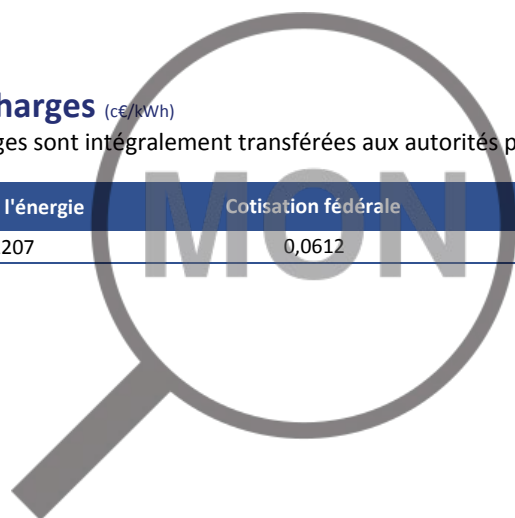 harges (c€/kWh)
ges sont intégralement transférées aux autorités p
l'énergie Cotisation fédérale
207 0,0612
MON